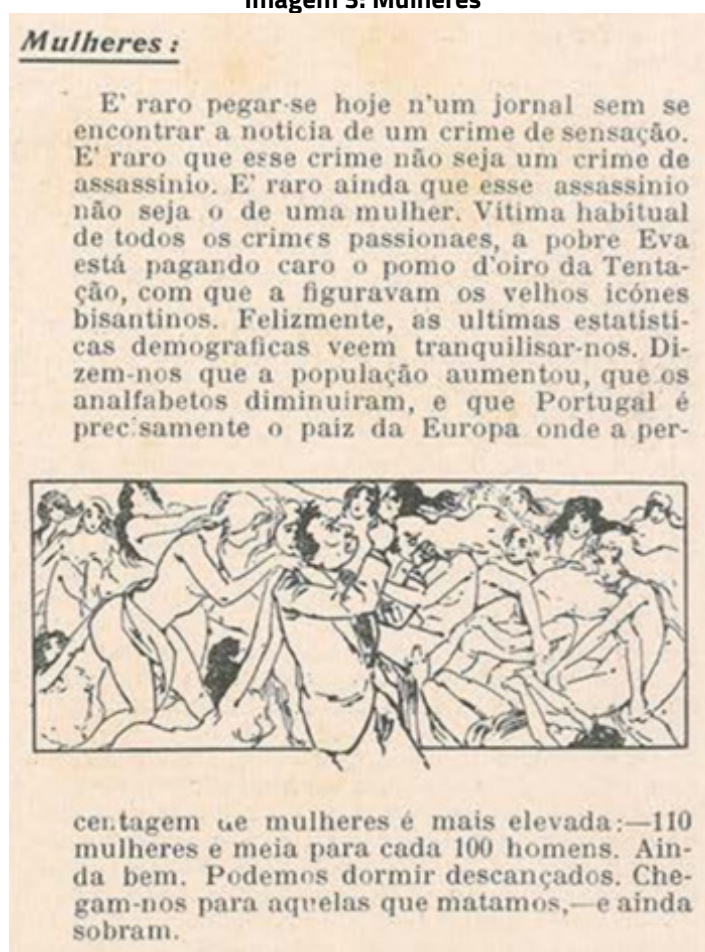 Imagem 3: Mulheres
Mulheres :
E' raro pegar-se hoje n'um jornal sem se
encontrar a noticia de um crime de sensação.
E' raro que esse crime não seja um crime de
assassinio. E' raro ainda que esse assassinio
não seja o de uma mulher. Vitima habitual
de todos os crimes passionaes, a pobre Eva
está pagando caro o pomo d'oiro da Tenta-
ção, com que a figuravam os velhos icónes
bisantinos. Felizmente, as ultimas estatisti-
cas demograficas veem tranquilisar-nos. Di-
zem-nos que a população aumentou, que os
analfabetos diminuiram, e que Portugal é
precisamente o paiz da Europa onde a per-
centagem de mulheres é mais elevada:—110
mulheres e meia para cada 100 homens. Ain-
da bem. Podemos dormir descançados. Che-
gam-nos para aquelas que matamos,—e ainda
sobram.